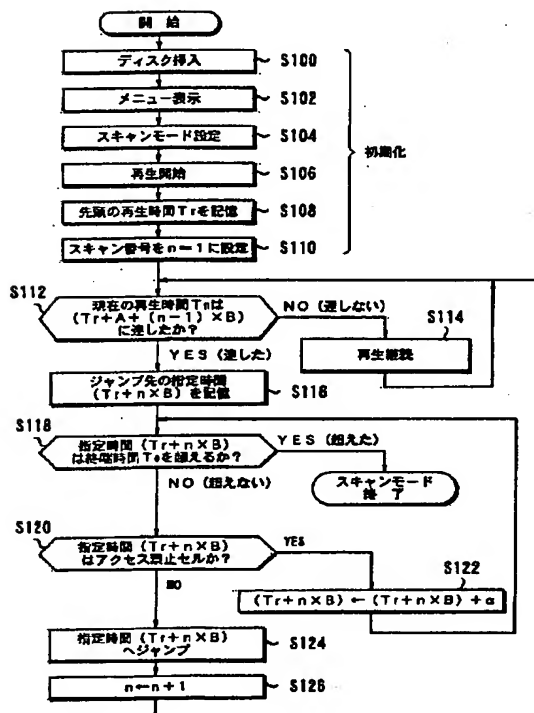 開 始
ディスク挿入
S100
メニュー表示
S102
スキャンモード設定
S104
再生開始
S106
先頭の再生時間Trを記憶
S108
スキャン番号をn=1に設定
S110
初期化
S112
現在の再生時間Tnは
(Tr+A+(n-1)×B)
に達したか?
NO (達しない)
S114
再生継続
YES (達した)
ジャンプ先の指定時間
(Tr+n×B) を記憶
S116
S118
指定時間 (Tr+n×B)
は終端時間Teを超えるか?
YES (超えた)
スキャンモード
終 了
NO (超えない)
S120
指定時間 (Tr+n×B)
はアクセス禁止セルか?
YES
S122
(Tr+n×B) ← (Tr+n×B) +α
NO
指定時間 (Tr+n×B)
へジャンプ
S124
n←n+1
S126